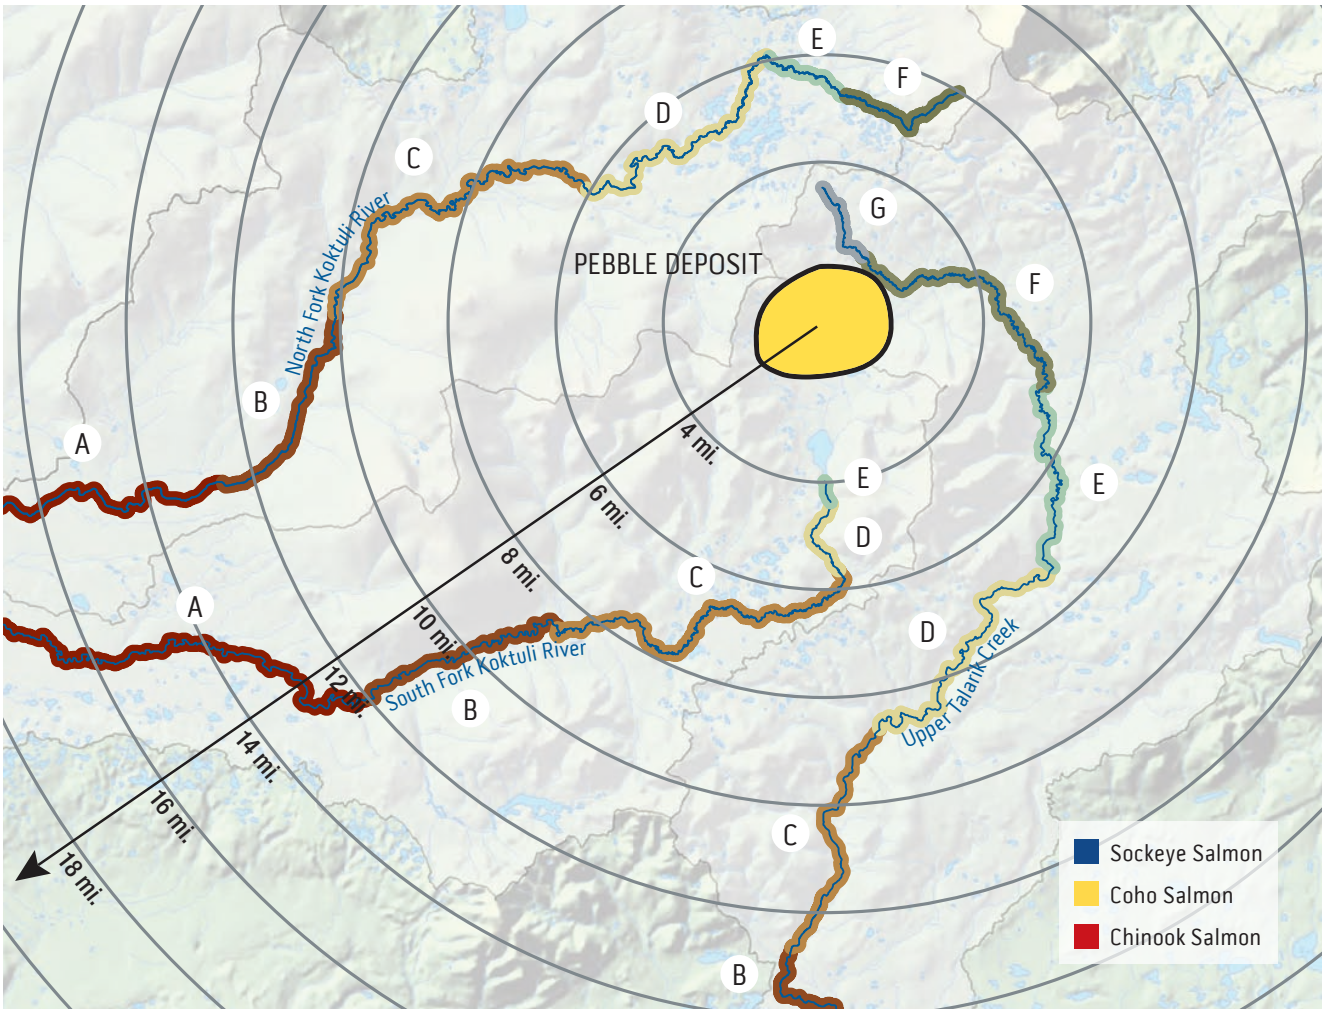 E
F
D
C
G
North Fork Koktuli River
PEBBLE DEPOSIT
F
B
A
4 mi.
E
E
6 mi.
D
8 mi.
C
A
10 mi.
D
South Fork Koktuli River
Upper Talarik Creek
12 mi.
B
14 mi.
16 mi.
C
18 mi.
B
Sockeye Salmon
Coho Salmon
Chinook Salmon